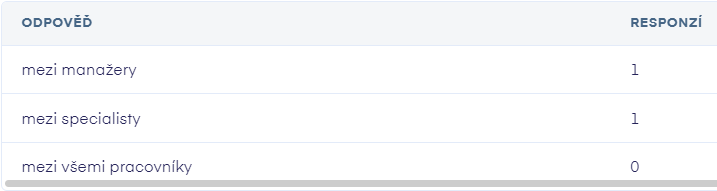 ODPOVĚĎ RESPONZÍ
mezi manažery 1
mezi specialisty 1
mezi všemi pracovníky 0